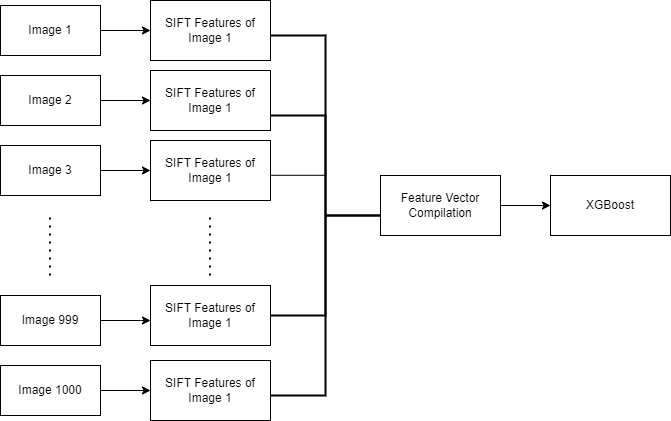 Image 1
SIFT Features of
Image 1
Image 2
SIFT Features of
Image 1
Image 3
SIFT Features of
Image 1
Feature Vector
Compilation
XGBoost
Image 999
SIFT Features of
Image 1
Image 1000
SIFT Features of
Image 1